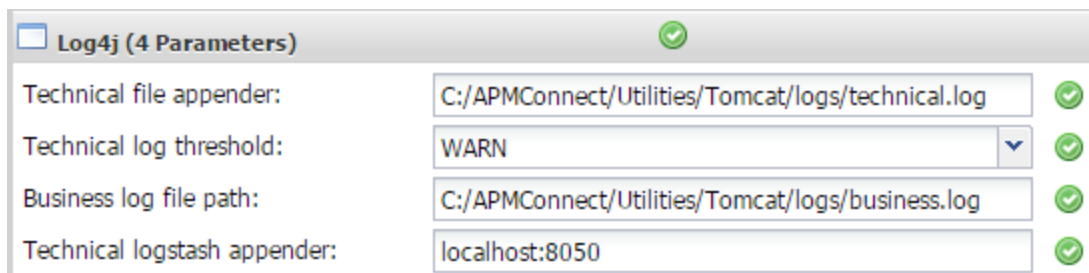 Log4j (4 Parameters)
Technical file appender: C:/APMConnect/Utilities/Tomcat/logs/technical.log
Technical log threshold: WARN
Business log file path: C:/APMConnect/Utilities/Tomcat/logs/business.log
Technical logstash appender: localhost:8050